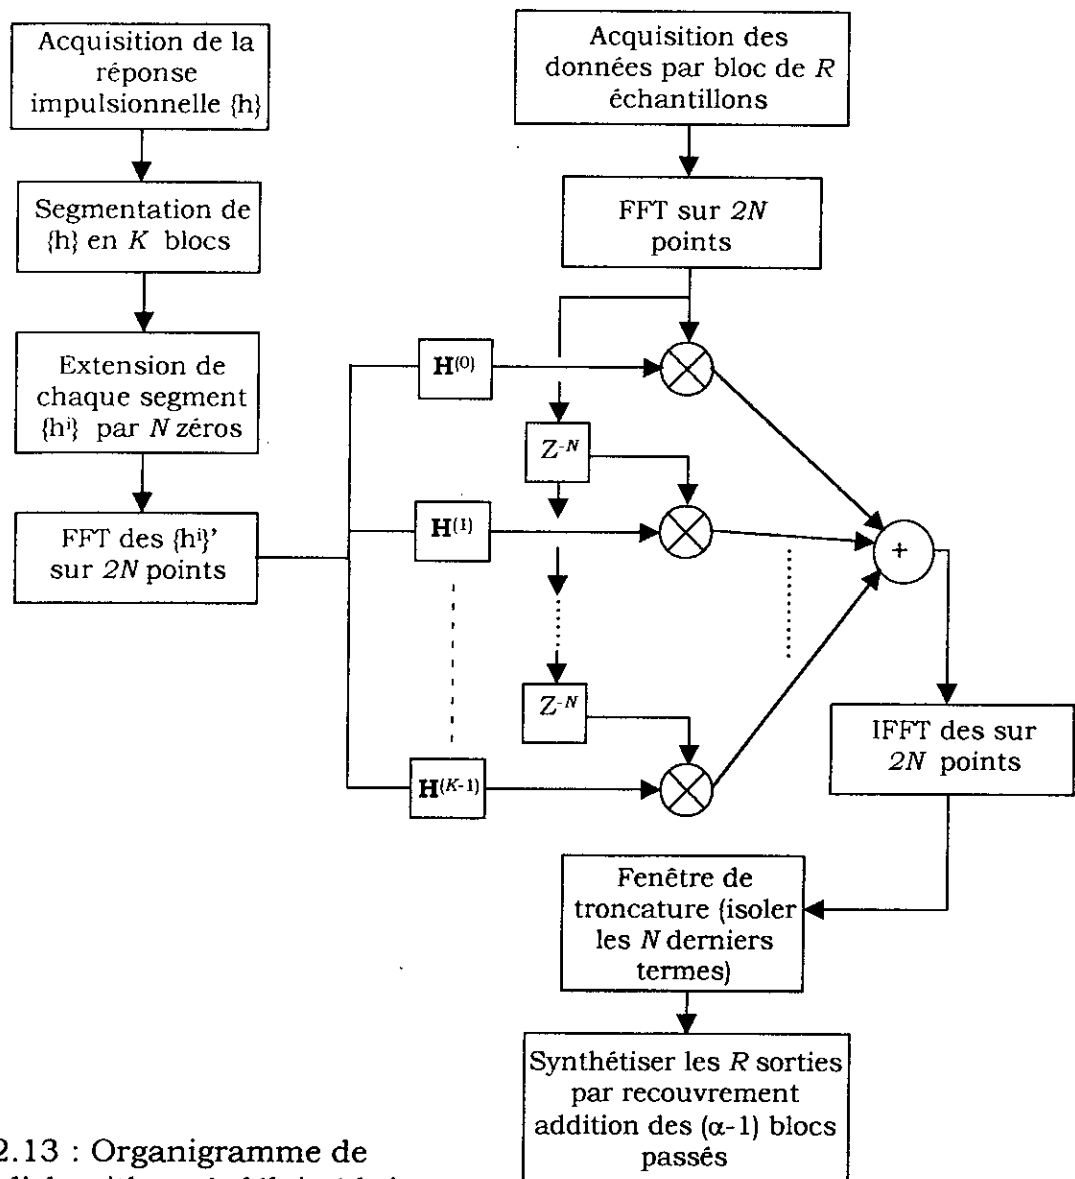 Acquisition de la
réponse
impulsionnelle {h}
Segmentation de
{h} en K blocs
Extension de
chaque segment
{hⁱ} par N zéros
FFT des {hⁱ}'
sur 2N points
Acquisition des
données par bloc de R
échantillons
FFT sur 2N
points
H⁽⁰⁾
Z⁻ᴺ
H⁽¹⁾
+
Z⁻ᴺ
H⁽ᴷ⁻¹⁾
IFFT des sur
2N points
Fenêtre de
troncature (isoler
les N derniers
termes)
Synthétiser les R sorties
par recouvrement
addition des (α-1) blocs
passés
2.13 : Organigramme de